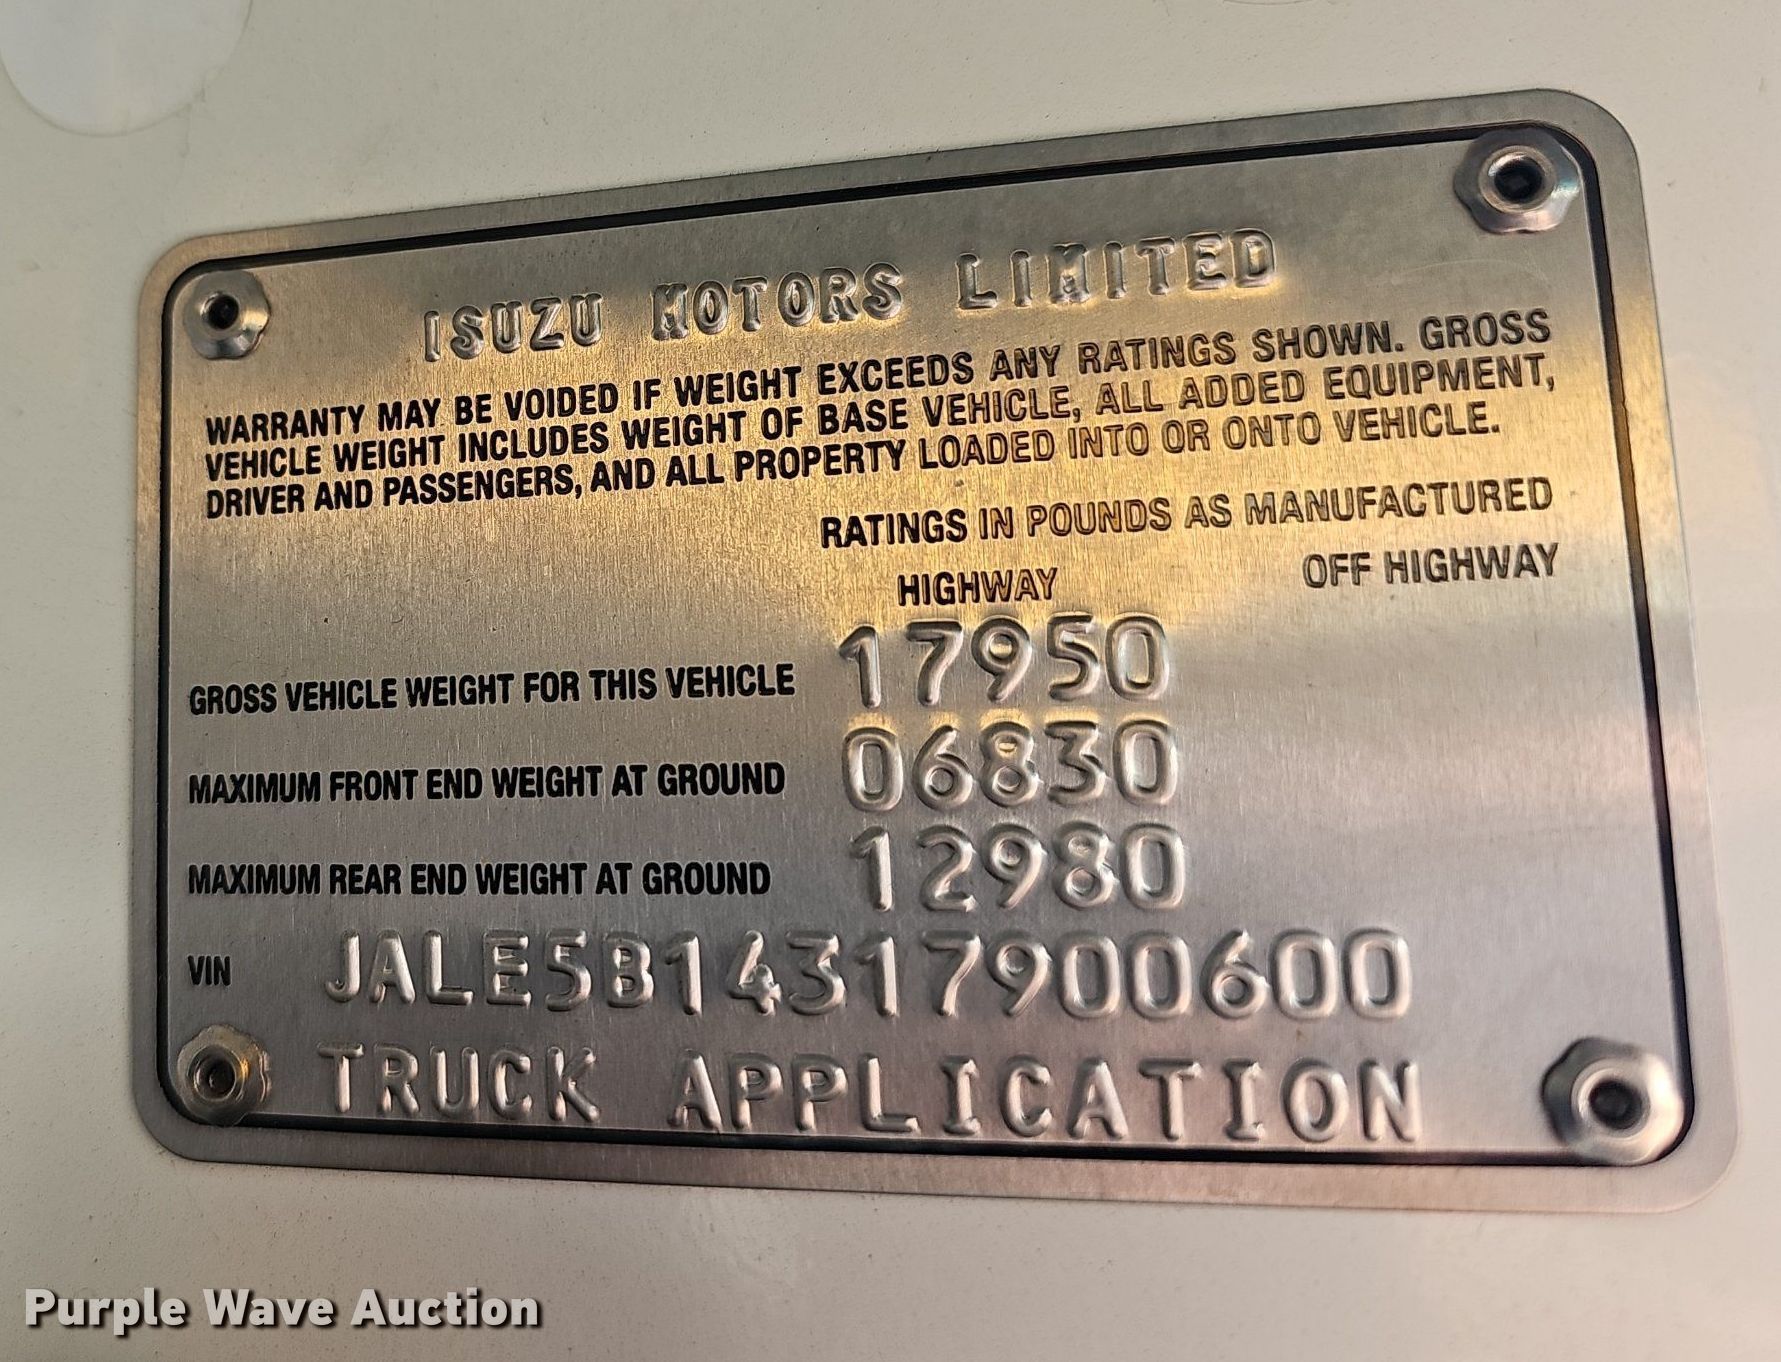 ISUZU MOTORS LIMITED
WARRANTY MAY BE VOIDED IF WEIGHT EXCEEDS ANY RATINGS SHOWN. GROSS
VEHICLE WEIGHT INCLUDES WEIGHT OF BASE VEHICLE, ALL ADDED EQUIPMENT,
DRIVER AND PASSENGERS, AND ALL PROPERTY LOADED INTO OR ONTO VEHICLE.
RATINGS IN POUNDS AS MANUFACTURED
HIGHWAY OFF HIGHWAY
GROSS VEHICLE WEIGHT FOR THIS VEHICLE 17950
MAXIMUM FRONT END WEIGHT AT GROUND 06830
MAXIMUM REAR END WEIGHT AT GROUND 12980
VIN JALE5B14317900600
TRUCK APPLICATION
Purple Wave Auction